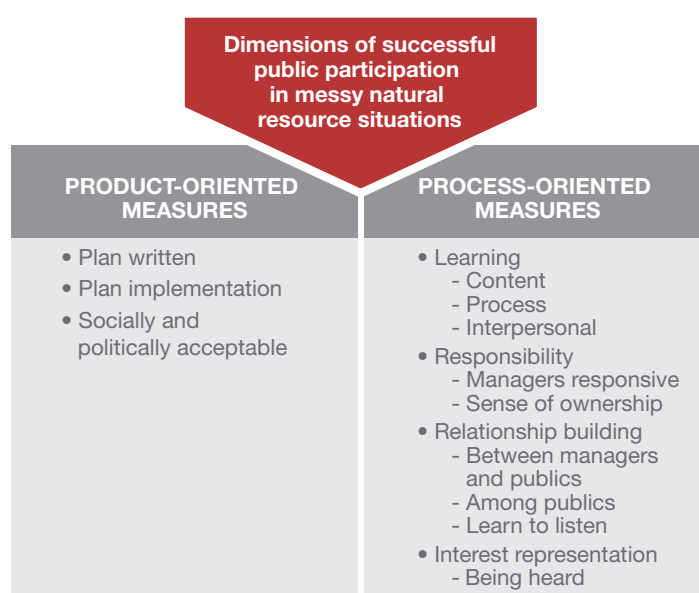 Dimensions of successful
public participation
in messy natural
resource situations
PRODUCT-ORIENTED
MEASURES
• Plan written
• Plan implementation
• Socially and
politically acceptable
PROCESS-ORIENTED
MEASURES
• Learning
- Content
- Process
- Interpersonal
• Responsibility
- Managers responsive
- Sense of ownership
• Relationship building
- Between managers
and publics
- Among publics
- Learn to listen
• Interest representation
- Being heard